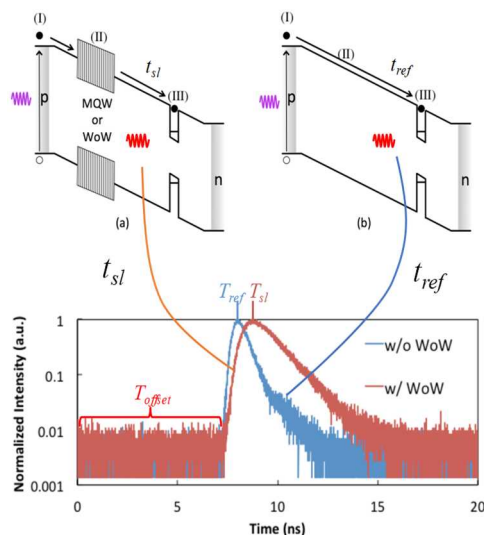 (I)
(II)
t_sl
(III)
p
MQW
or
WoW
n
(a)
(I)
(II)
t_ref
(III)
p
n
(b)
t_sl
t_ref
T_ref
T_sl
Normalized Intensity (a.u.)
1
0.1
0.01
0.001
T_offset
w/o WoW
w/ WoW
0
5
10
15
20
Time (ns)